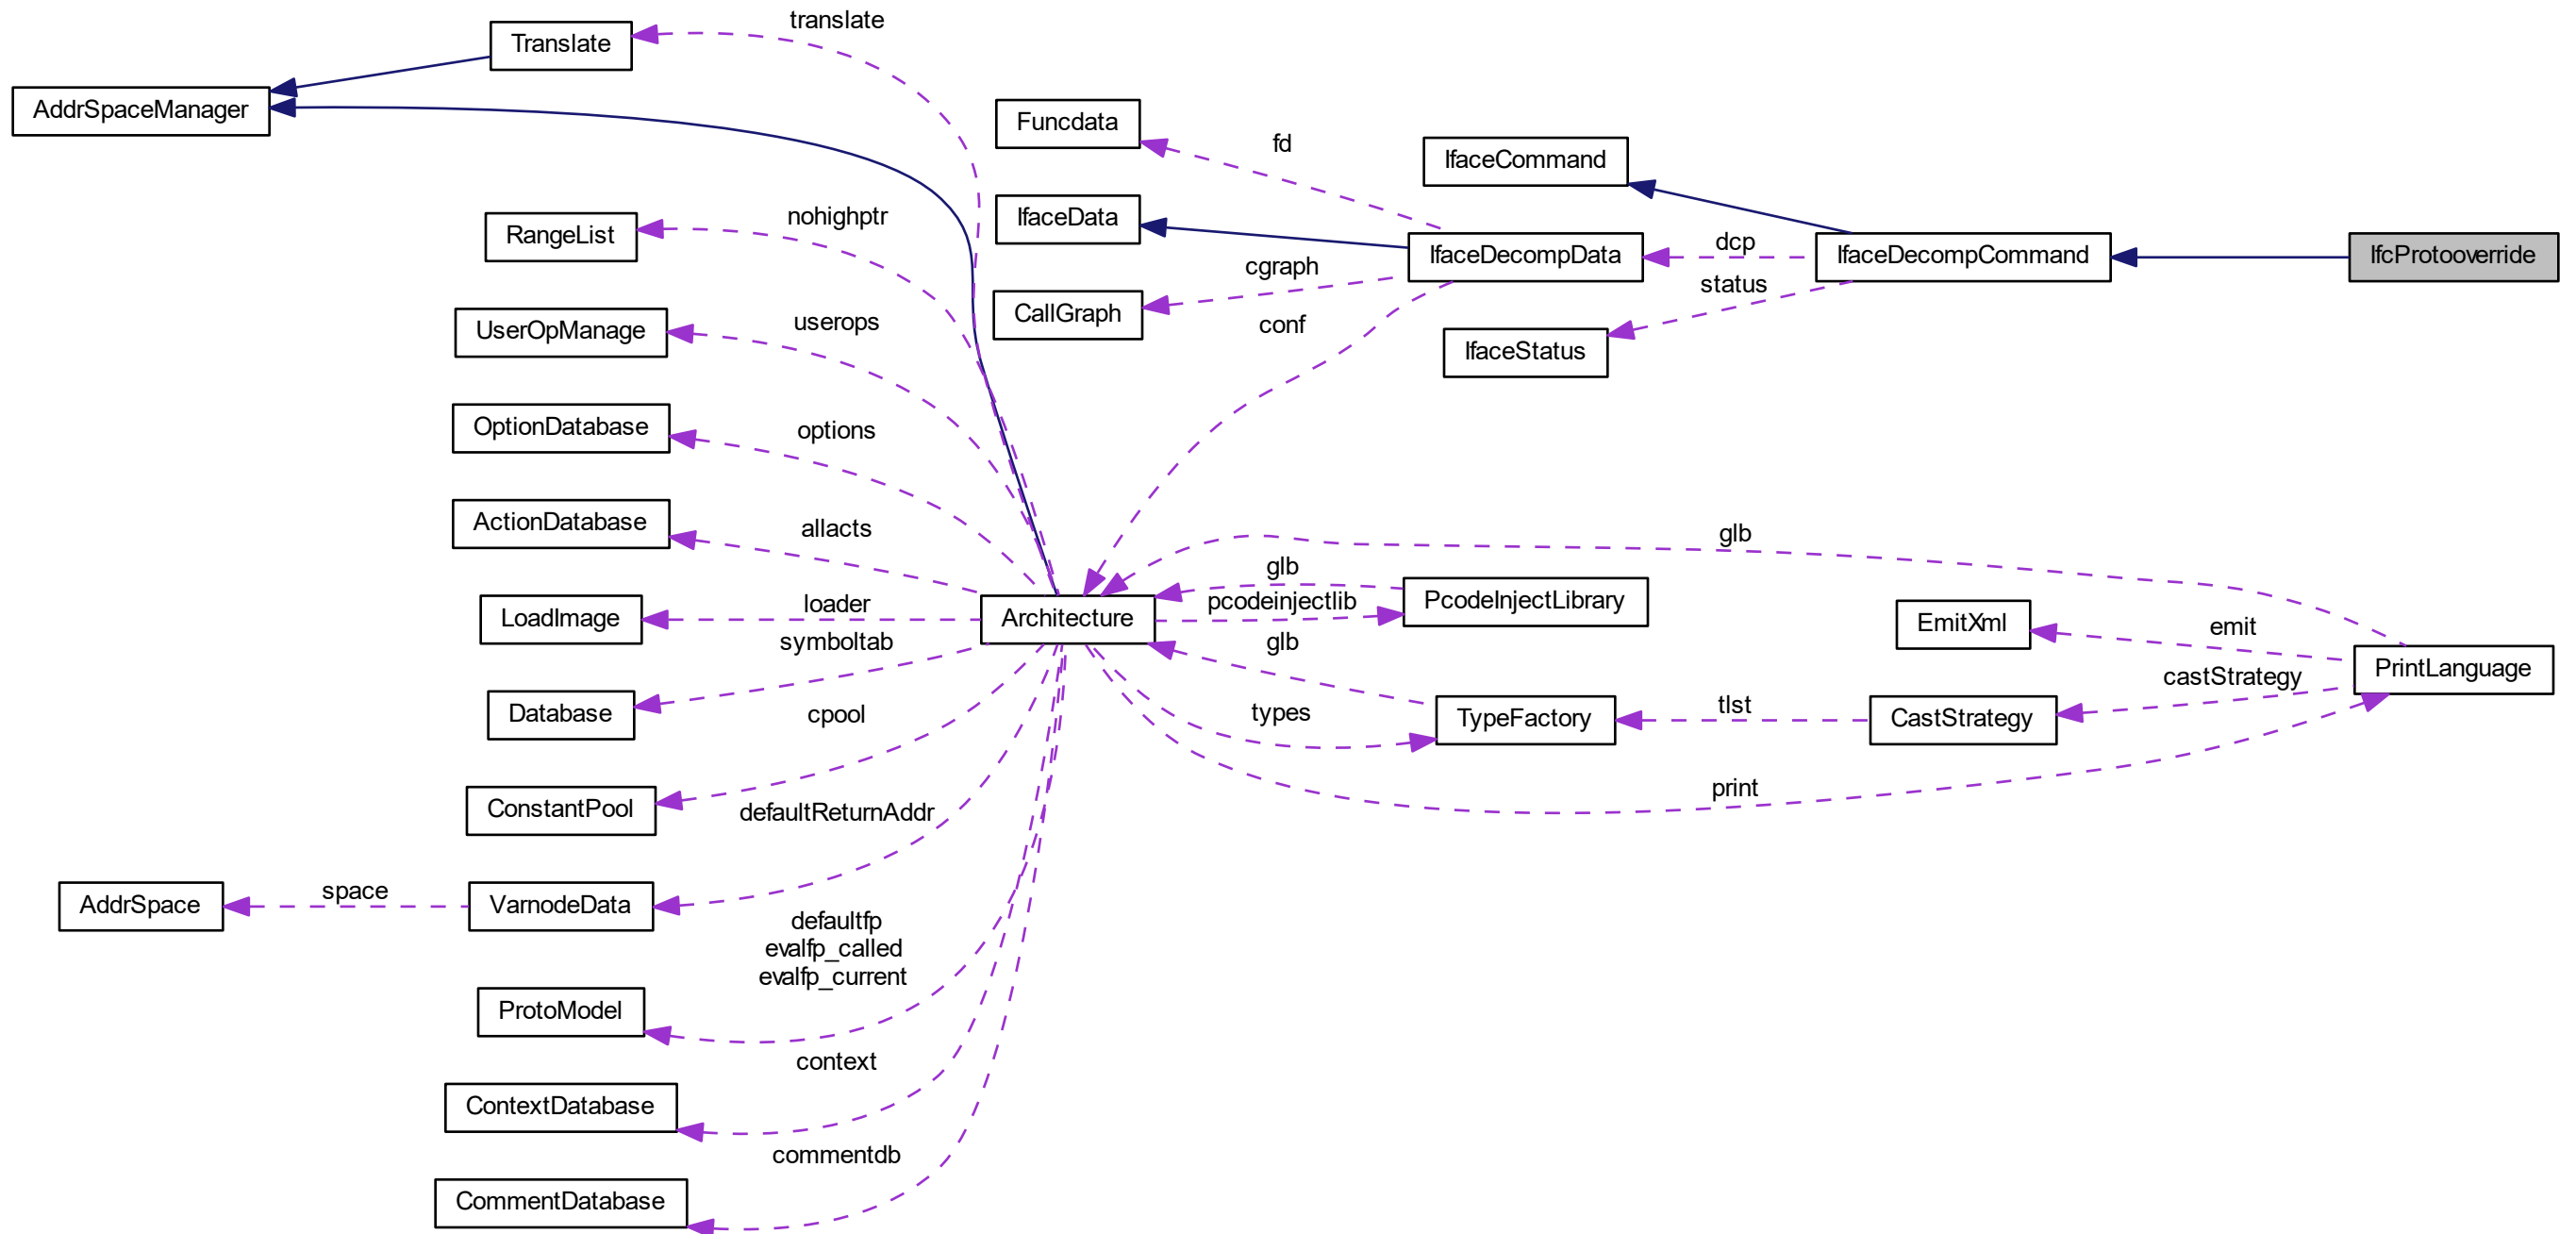 translate
Translate
AddrSpaceManager
Funcdata
fd
IfaceCommand
nohighptr
IfaceData
RangeList
dcp
IfaceDecompData
IfaceDecompCommand
IfcProtooverride
cgraph
status
CallGraph
conf
userops
UserOpManage
IfaceStatus
OptionDatabase
options
ActionDatabase
allacts
glb
glb
pcodeinjectlib
PcodeInjectLibrary
loader
LoadImage
Architecture
EmitXml
emit
symboltab
glb
PrintLanguage
castStrategy
Database
cpool
types
TypeFactory
tlst
CastStrategy
print
ConstantPool
defaultReturnAddr
AddrSpace
space
VarnodeData
defaultfp
evalfp_called
evalfp_current
ProtoModel
context
ContextDatabase
commentdb
CommentDatabase